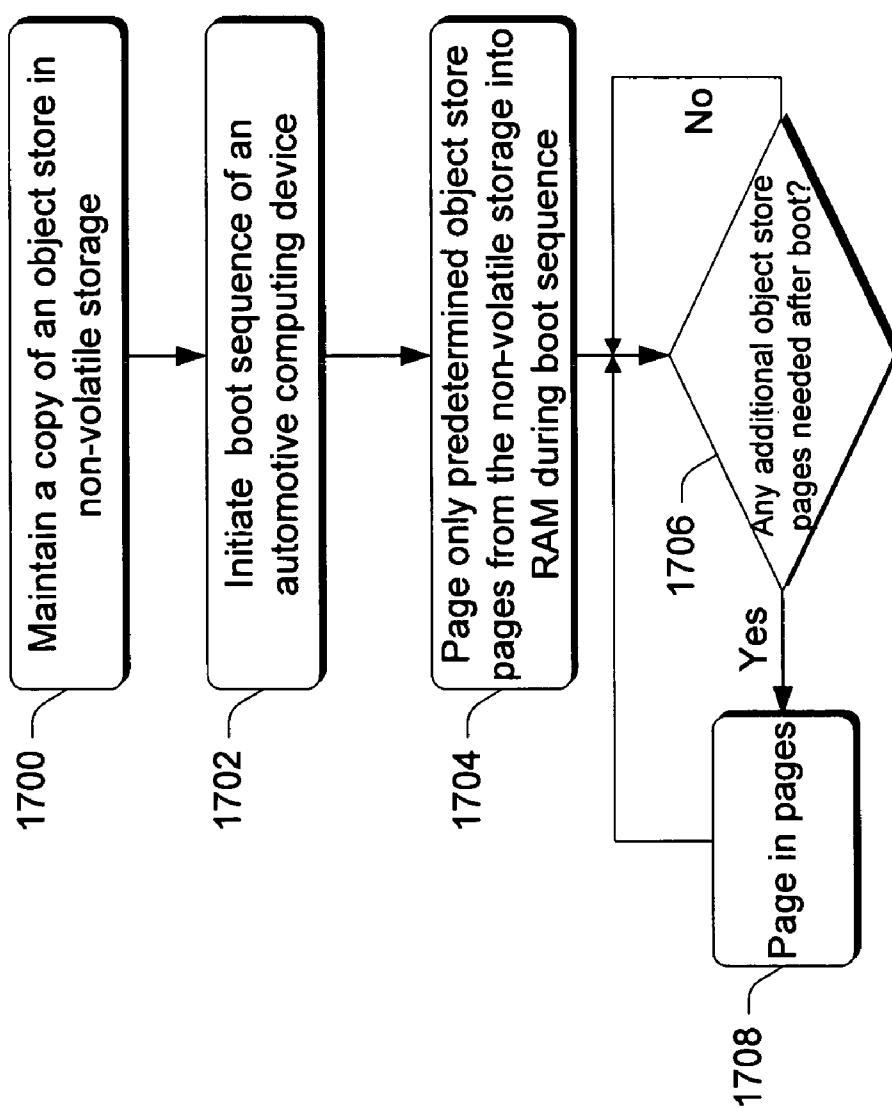 1700
Maintain a copy of an object store in
non-volatile storage
1702
Initiate boot sequence of an
automotive computing device
1704
Page only predetermined object store
pages from the non-volatile storage into
RAM during boot sequence
1706
Any additional object store
pages needed after boot?
No
Yes
1708
Page in pages